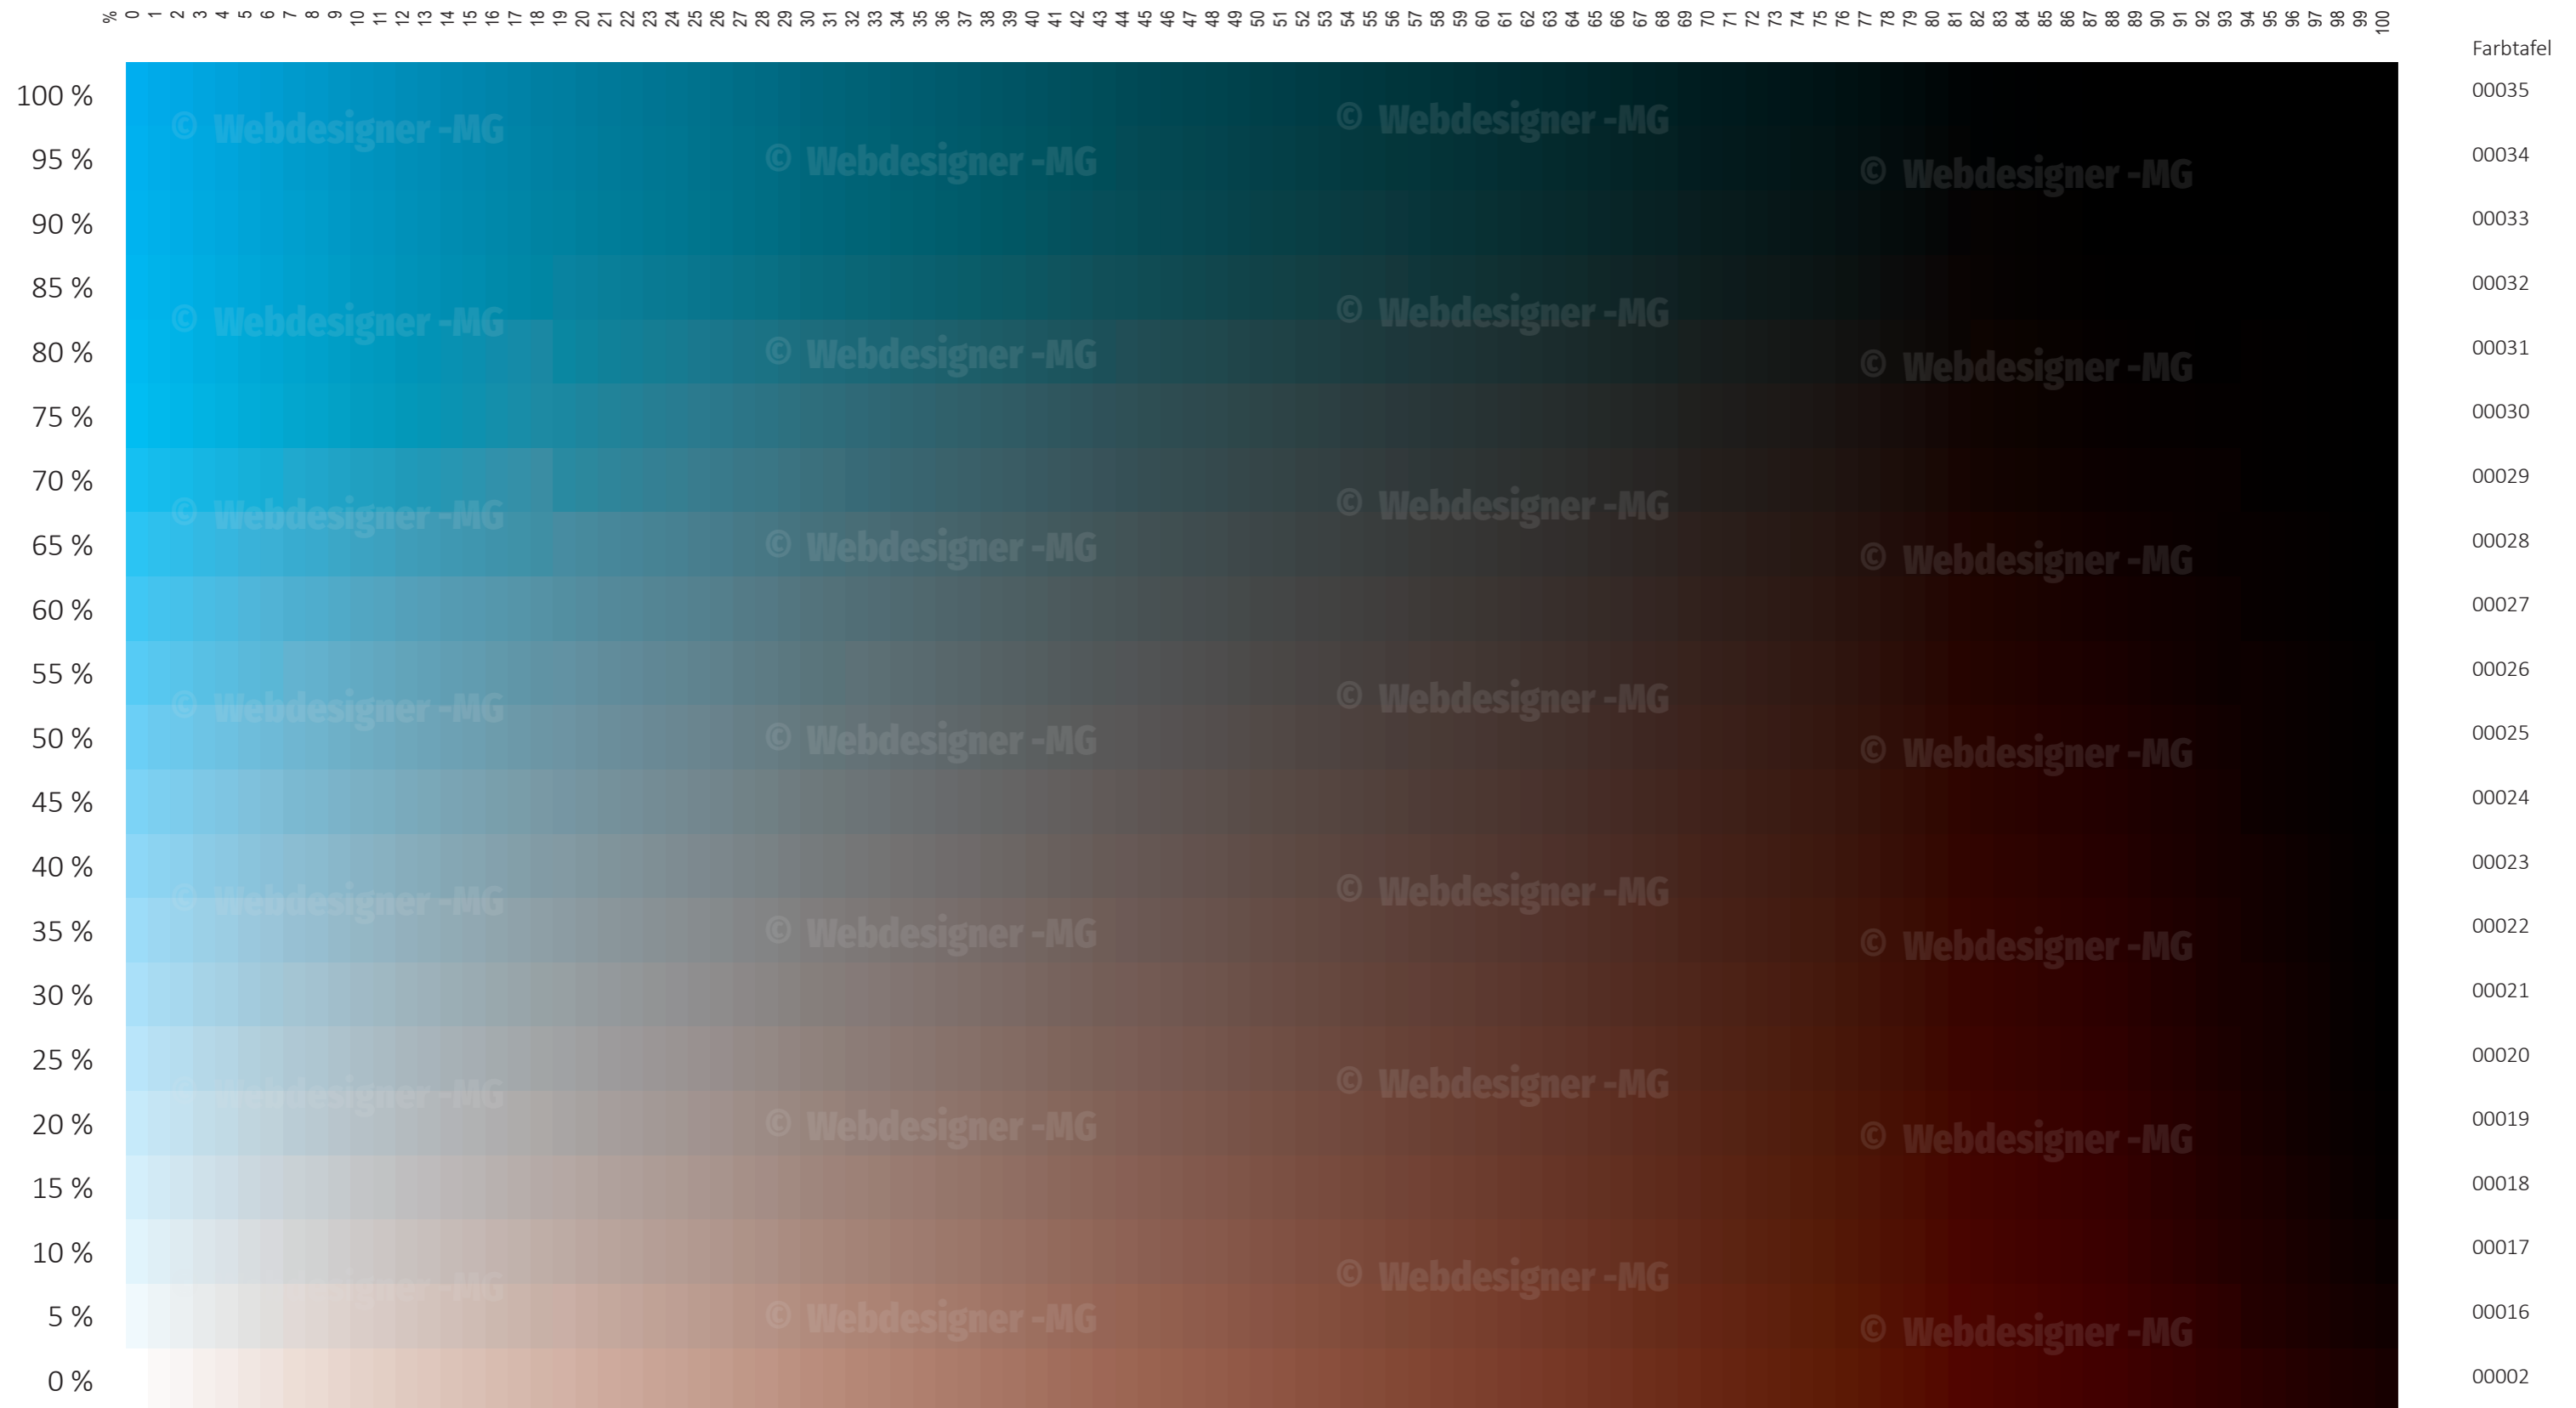 % 0 1 2 3 4 5 6 7 8 9 10 11 12 13 14 15 16 17 18 19 20 21 22 23 24 25 26 27 28 29 30 31 32 33 34 35 36 37 38 39 40 41 42 43 44 45 46 47 48 49 50 51 52 53 54 55 56 57 58 59 60 61 62 63 64 65 66 67 68 69 70 71 72 73 74 75 76 77 78 79 80 81 82 83 84 85 86 87 88 89 90 91 92 93 94 95 96 97 98 99 100
Farbtafel
100 % 00035
© Webdesigner -MG © Webdesigner -MG
95 % © Webdesigner -MG 00034
© Webdesigner -MG
90 % 00033
85 % 00032
© Webdesigner -MG © Webdesigner -MG
80 % © Webdesigner -MG 00031
© Webdesigner -MG
75 % 00030
70 % 00029
© Webdesigner -MG © Webdesigner -MG
65 % © Webdesigner -MG 00028
© Webdesigner -MG
60 % 00027
55 % 00026
© Webdesigner -MG © Webdesigner -MG
50 % © Webdesigner -MG 00025
© Webdesigner -MG
45 % 00024
40 % 00023
© Webdesigner -MG © Webdesigner -MG
35 % © Webdesigner -MG 00022
© Webdesigner -MG
30 % 00021
25 % 00020
© Webdesigner -MG © Webdesigner -MG
20 % © Webdesigner -MG 00019
© Webdesigner -MG
15 % 00018
10 % 00017
designer -MG © Webdesigner -MG
5 % © Webdesigner -MG 00016
© Webdesigner -MG
0 % 00002